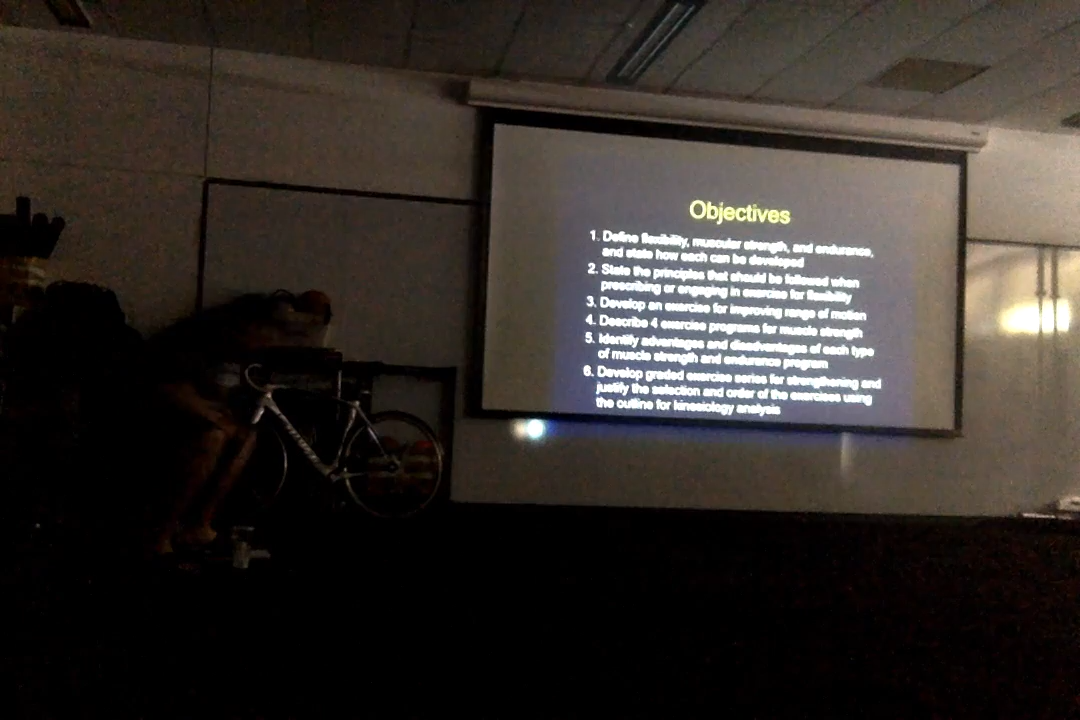 Objectives
1. Define flexibility, muscular strength, and endurance,
and state how each can be developed
2. State the principles that should be followed when
prescribing or engaging in exercise for flexibility
3. Develop an exercise for improving range of motion
4. Describe 4 exercise programs for muscle strength
5. Identify advantages and disadvantages of each type
of muscle strength and endurance program
6. Develop graded exercise series for strengthening and
justify the selection and order of the exercises using
the outline for kinesiology analysis